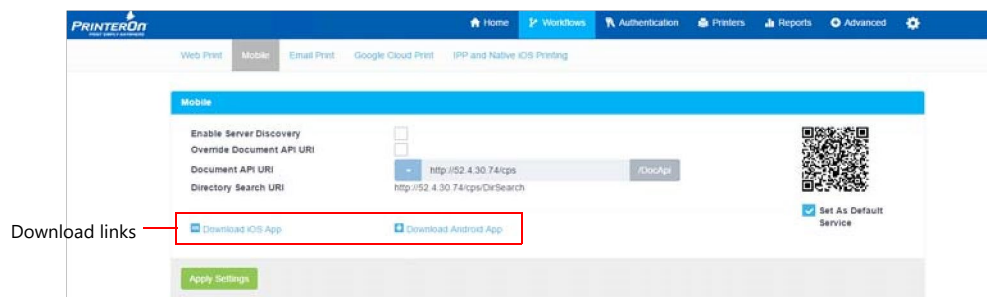 PRINTERON
PRINT SIMPLY ANYWHERE
Home Workflows Authentication Printers Reports Advanced
Web Print Mobile Email Print Google Cloud Print IPP and Native iOS Printing
Mobile
Enable Server Discovery
Override Document API URI
Document API URI http://52.4.30.74/cps /DocApi
Directory Search URI http://52.4.30.74/cps/DirSearch
Set As Default
Service
Download links Download iOS App Download Android App
Apply Settings